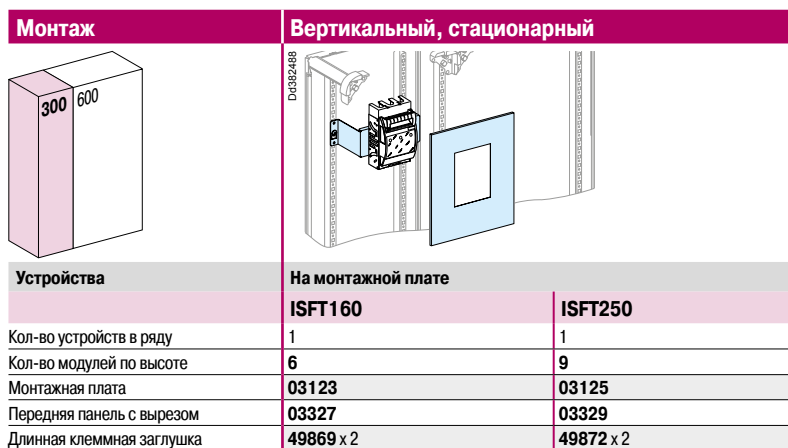 Монтаж Вертикальный, стационарный
300 600
Dd382488
Устройства На монтажной плате
ISFT160 ISFT250
Кол-во устройств в ряду 1 1
Кол-во модулей по высоте 6 9
Монтажная плата 03123 03125
Передняя панель с вырезом 03327 03329
Длинная клеммная заглушка 49869 x 2 49872 x 2